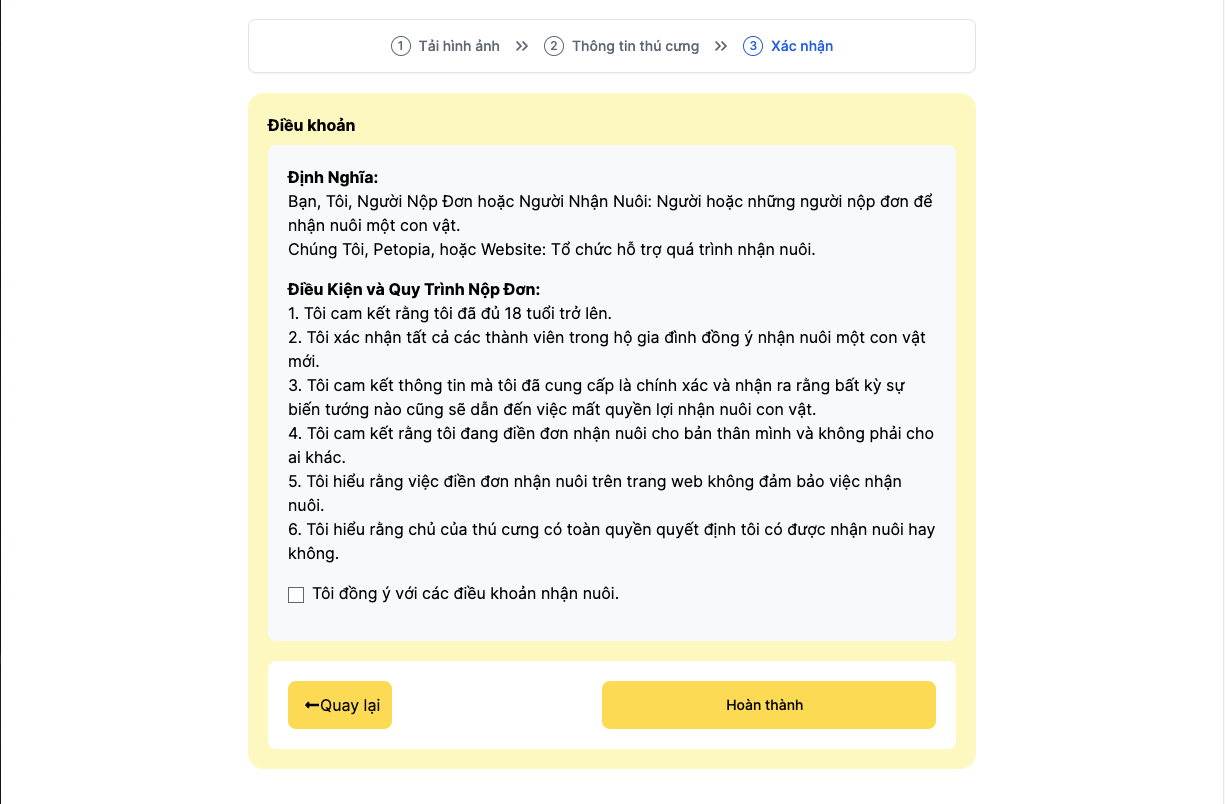 1 Tải hình ảnh » 2 Thông tin thú cưng » 3 Xác nhận
Điều khoản
Định Nghĩa:
Bạn, Tôi, Người Nộp Đơn hoặc Người Nhận Nuôi: Người hoặc những người nộp đơn để
nhận nuôi một con vật.
Chúng Tôi, Petopia, hoặc Website: Tổ chức hỗ trợ quá trình nhận nuôi.
Điều Kiện và Quy Trình Nộp Đơn:
1. Tôi cam kết rằng tôi đã đủ 18 tuổi trở lên.
2. Tôi xác nhận tất cả các thành viên trong hộ gia đình đồng ý nhận nuôi một con vật
mới.
3. Tôi cam kết thông tin mà tôi đã cung cấp là chính xác và nhận ra rằng bất kỳ sự
biến tướng nào cũng sẽ dẫn đến việc mất quyền lợi nhận nuôi con vật.
4. Tôi cam kết rằng tôi đang điền đơn nhận nuôi cho bản thân mình và không phải cho
ai khác.
5. Tôi hiểu rằng việc điền đơn nhận nuôi trên trang web không đảm bảo việc nhận
nuôi.
6. Tôi hiểu rằng chủ của thú cưng có toàn quyền quyết định tôi có được nhận nuôi hay
không.
Tôi đồng ý với các điều khoản nhận nuôi.
Quay lại
Hoàn thành